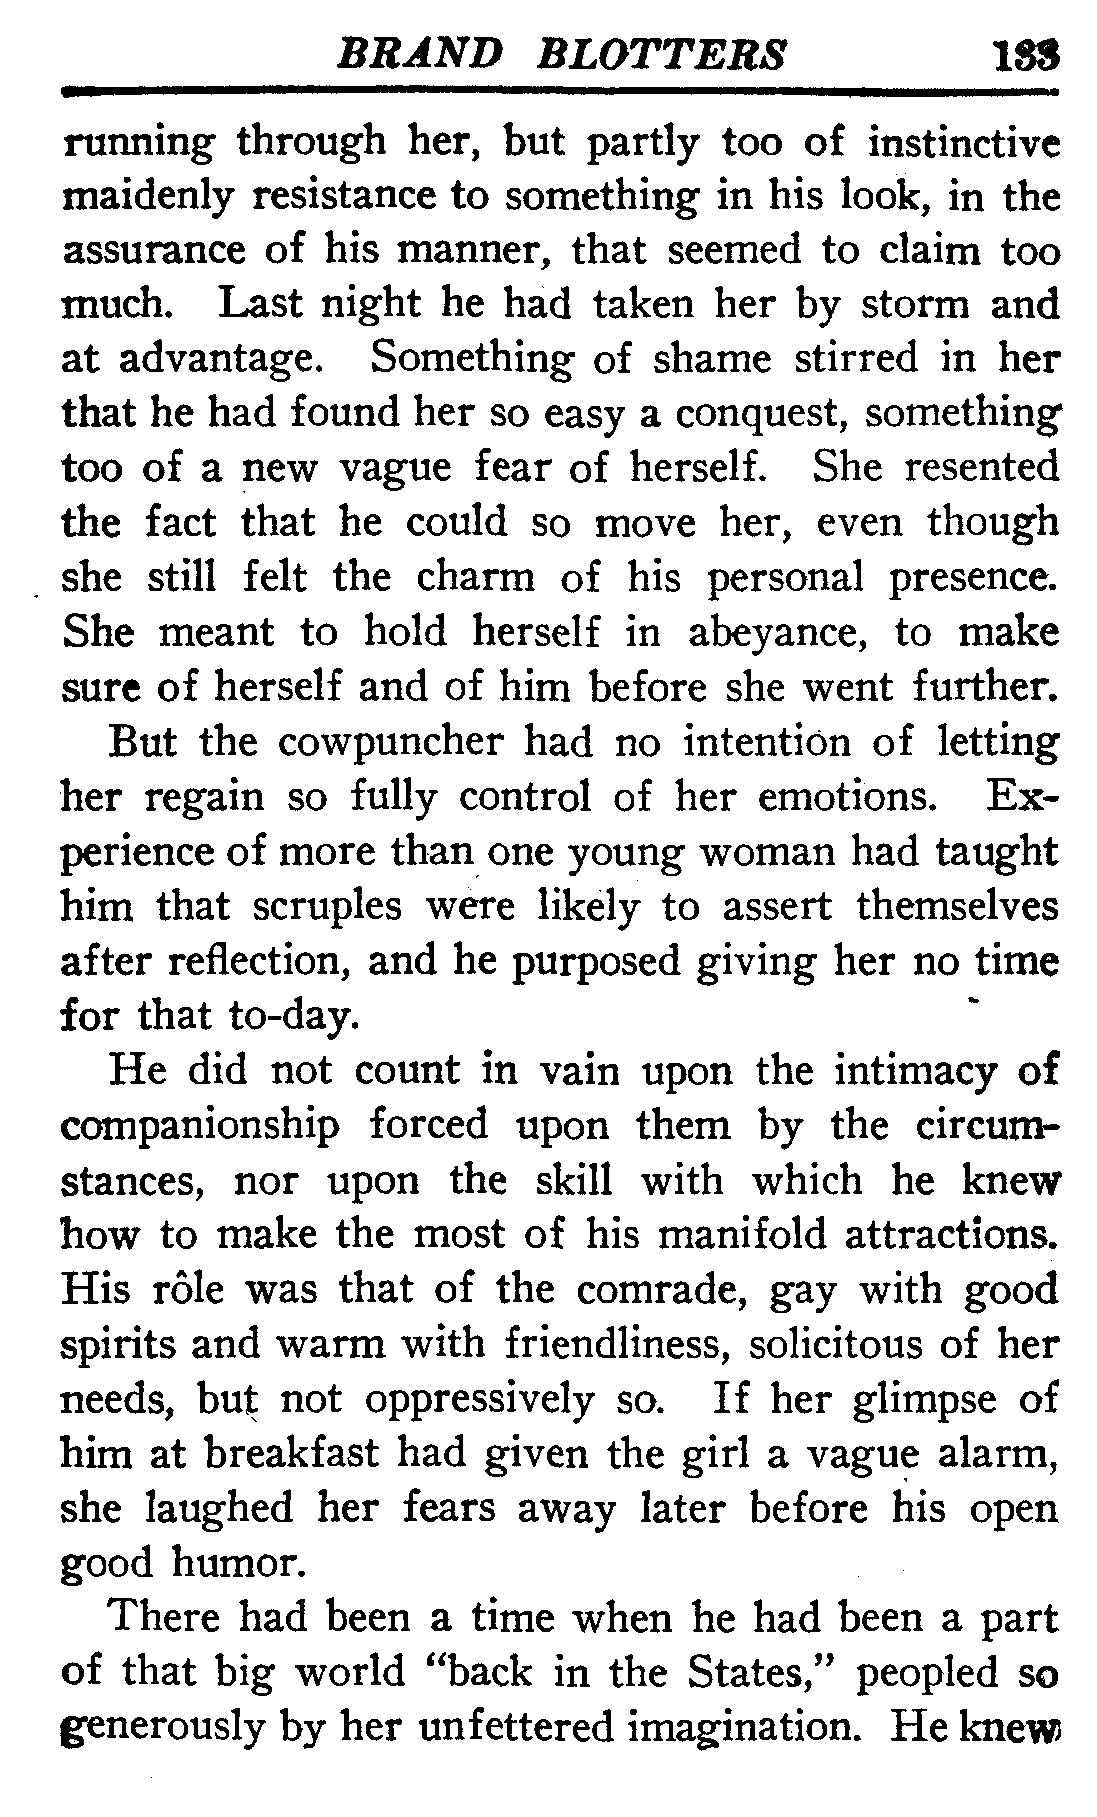 BRAND BLOTTERS 133
running through her, but partly too of instinctive
maidenly resistance to something in his look, in the
assurance of his manner, that seemed to claim too
much. Last night he had taken her by storm and
at advantage. Something of shame stirred in her
that he had found her so easy a conquest, something
too of a new vague fear of herself. She resented
the fact that he could so move her, even though
she still felt the charm of his personal presence.
She meant to hold herself in abeyance, to make
sure of herself and of him before she went further.
But the cowpuncher had no intention of letting
her regain so fully control of her emotions. Ex-
perience of more than one young woman had taught
him that scruples were likely to assert themselves
after reflection, and he purposed giving her no time
for that to-day.
He did not count in vain upon the intimacy of
companionship forced upon them by the circum-
stances, nor upon the skill with which he knew
how to make the most of his manifold attractions.
His rôle was that of the comrade, gay with good
spirits and warm with friendliness, solicitous of her
needs, but not oppressively so. If her glimpse of
him at breakfast had given the girl a vague alarm,
she laughed her fears away later before his open
good humor.
There had been a time when he had been a part
of that big world "back in the States," peopled so
generously by her unfettered imagination. He knew